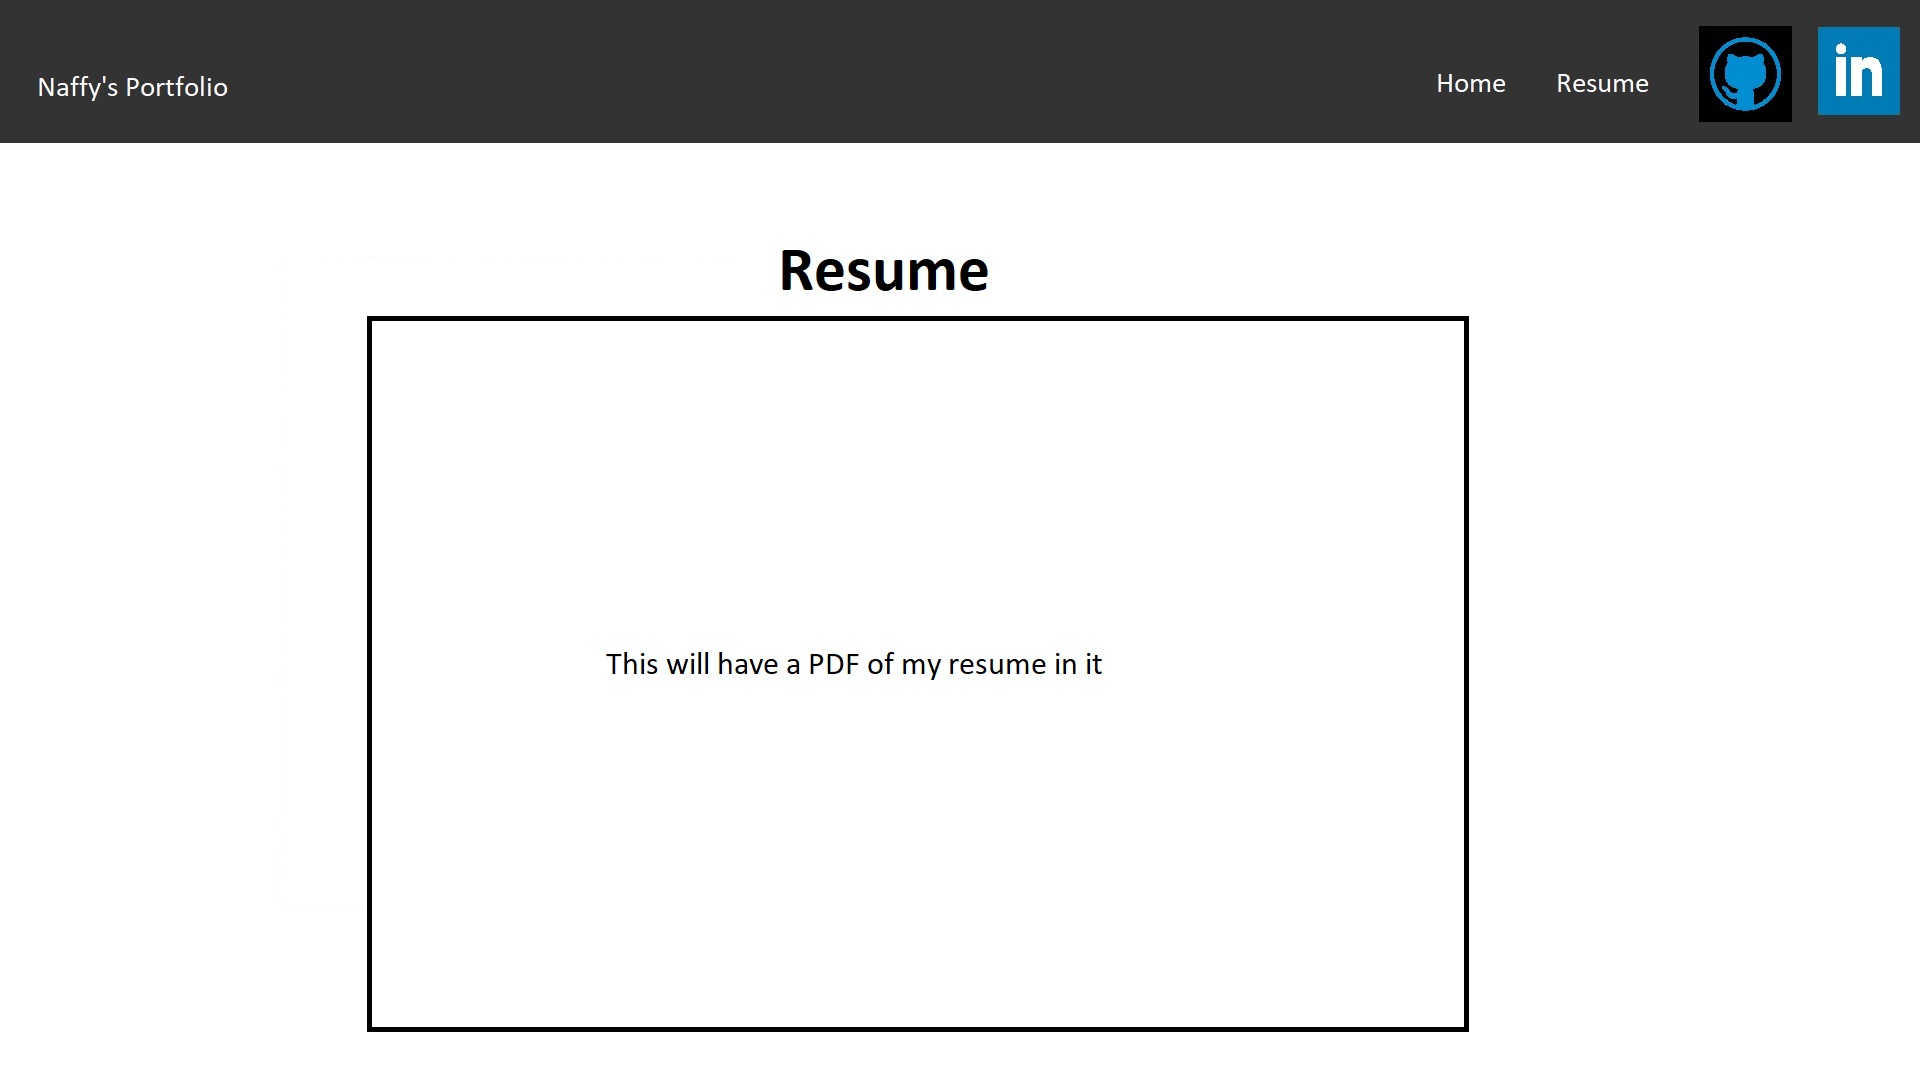 Naffy's Portfolio
Home
Resume
in
Resume
This will have a PDF of my resume in it